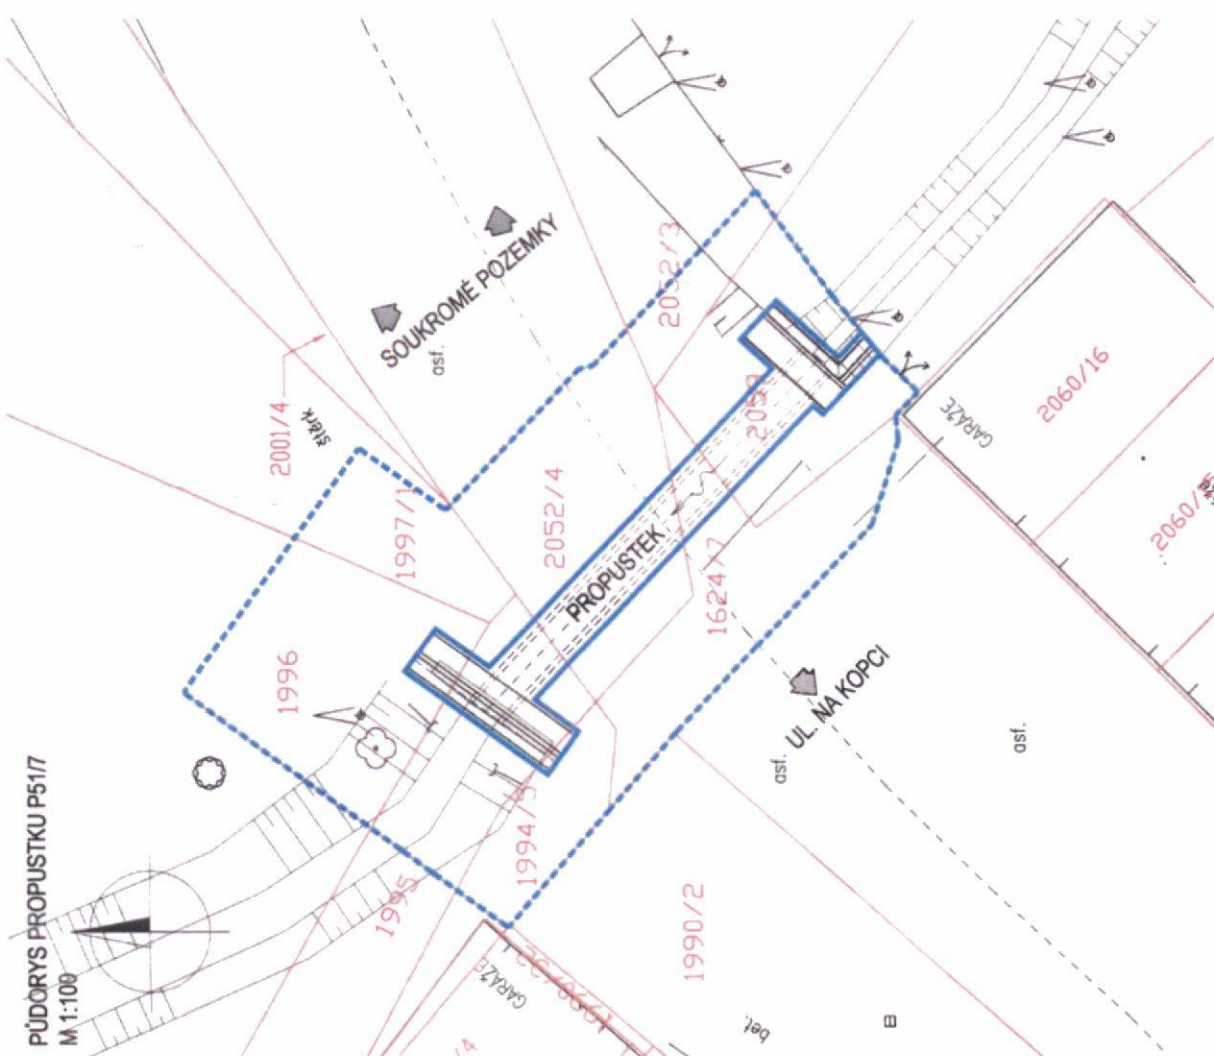 PŮDORYS PROPUSTKU P51/7
M 1:100
SOUKROMÉ POZEMKY
asf.
2001/4
štěrk
1997/1
2052/3
2052/4
PROPUSTEK
1624/7
1996
1995
1994/5
1990/2
UL. NA KOPCI
asf.
asf.
GARÁŽE
2060/16
GARÁŽE
bet.